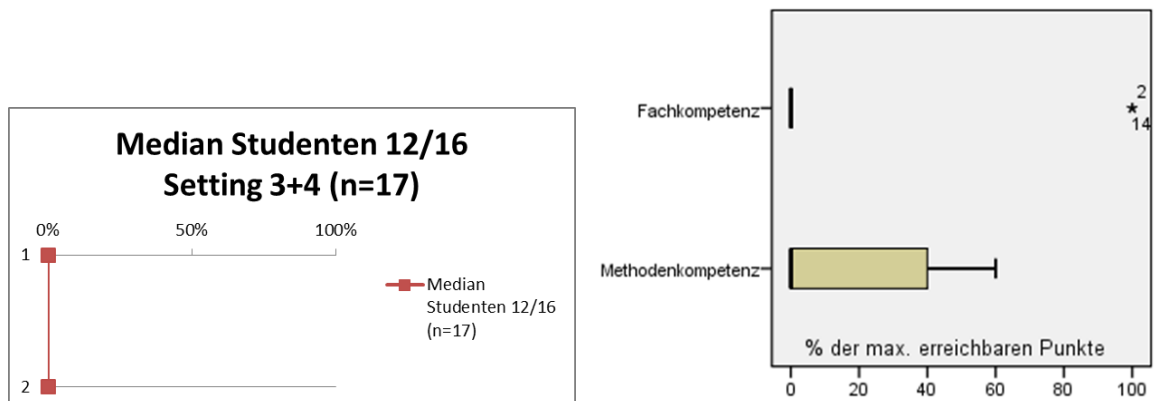 Median Studenten 12/16
Setting 3+4 (n=17)
0% 50% 100%
1
2
Median
Studenten 12/16
(n=17)
Fachkompetenz
2
14
Methodenkompetenz
% der max. erreichbaren Punkte
0 20 40 60 80 100